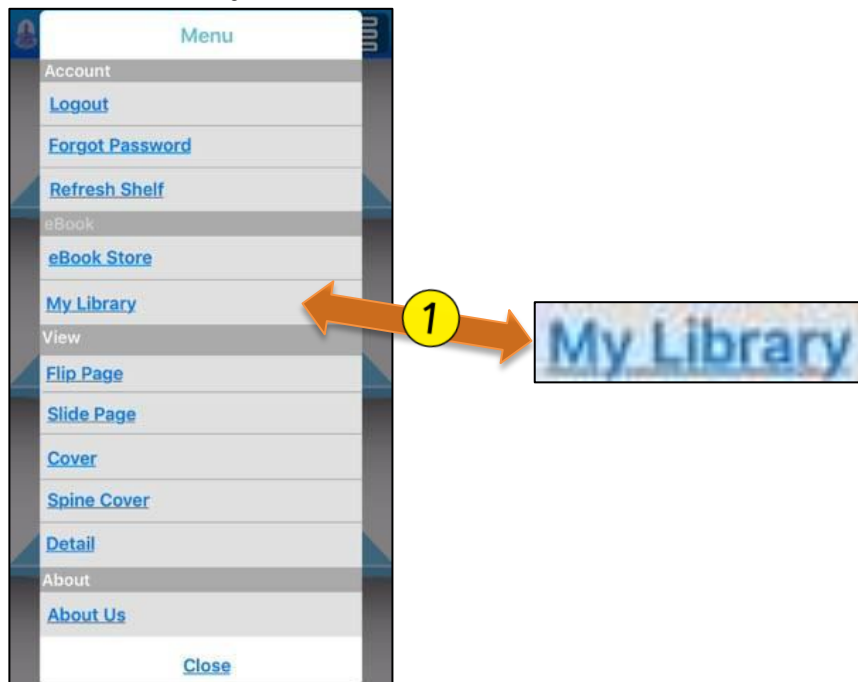 Menu
Account
Logout
Forgot Password
Refresh Shelf
eBook
eBook Store
My Library
1
My Library
View
Flip Page
Slide Page
Cover
Spine Cover
Detail
About
About Us
Close